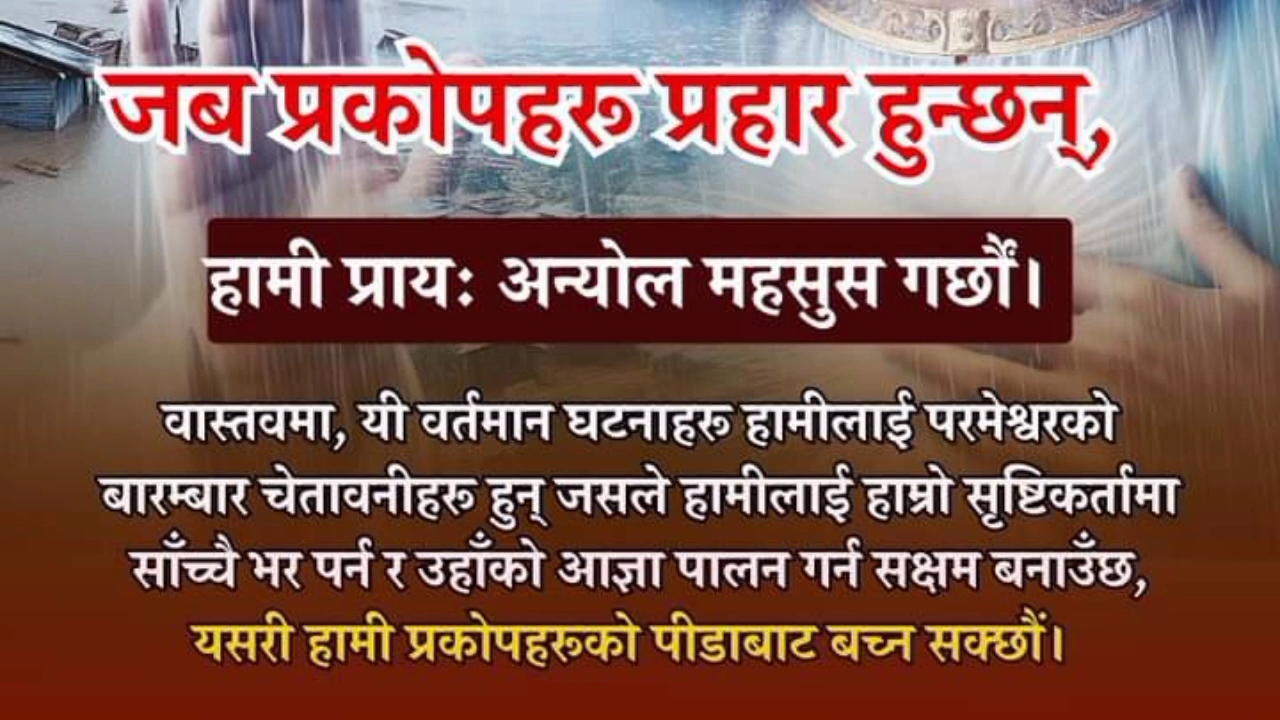 जब प्रकोपहरू प्रहार हुन्छन्,
हामी प्रायः अन्योल महसुस गर्छौं।
वास्तवमा, यी वर्तमान घटनाहरू हामीलाई परमेश्वरको
बारम्बार चेतावनीहरू हुन् जसले हामीलाई हाम्रो सृष्टिकर्तामा
साँच्चै भर पर्न र उहाँको आज्ञा पालन गर्न सक्षम बनाउँछ,
यसरी हामी प्रकोपहरूको पीडाबाट बच्न सक्छौं।